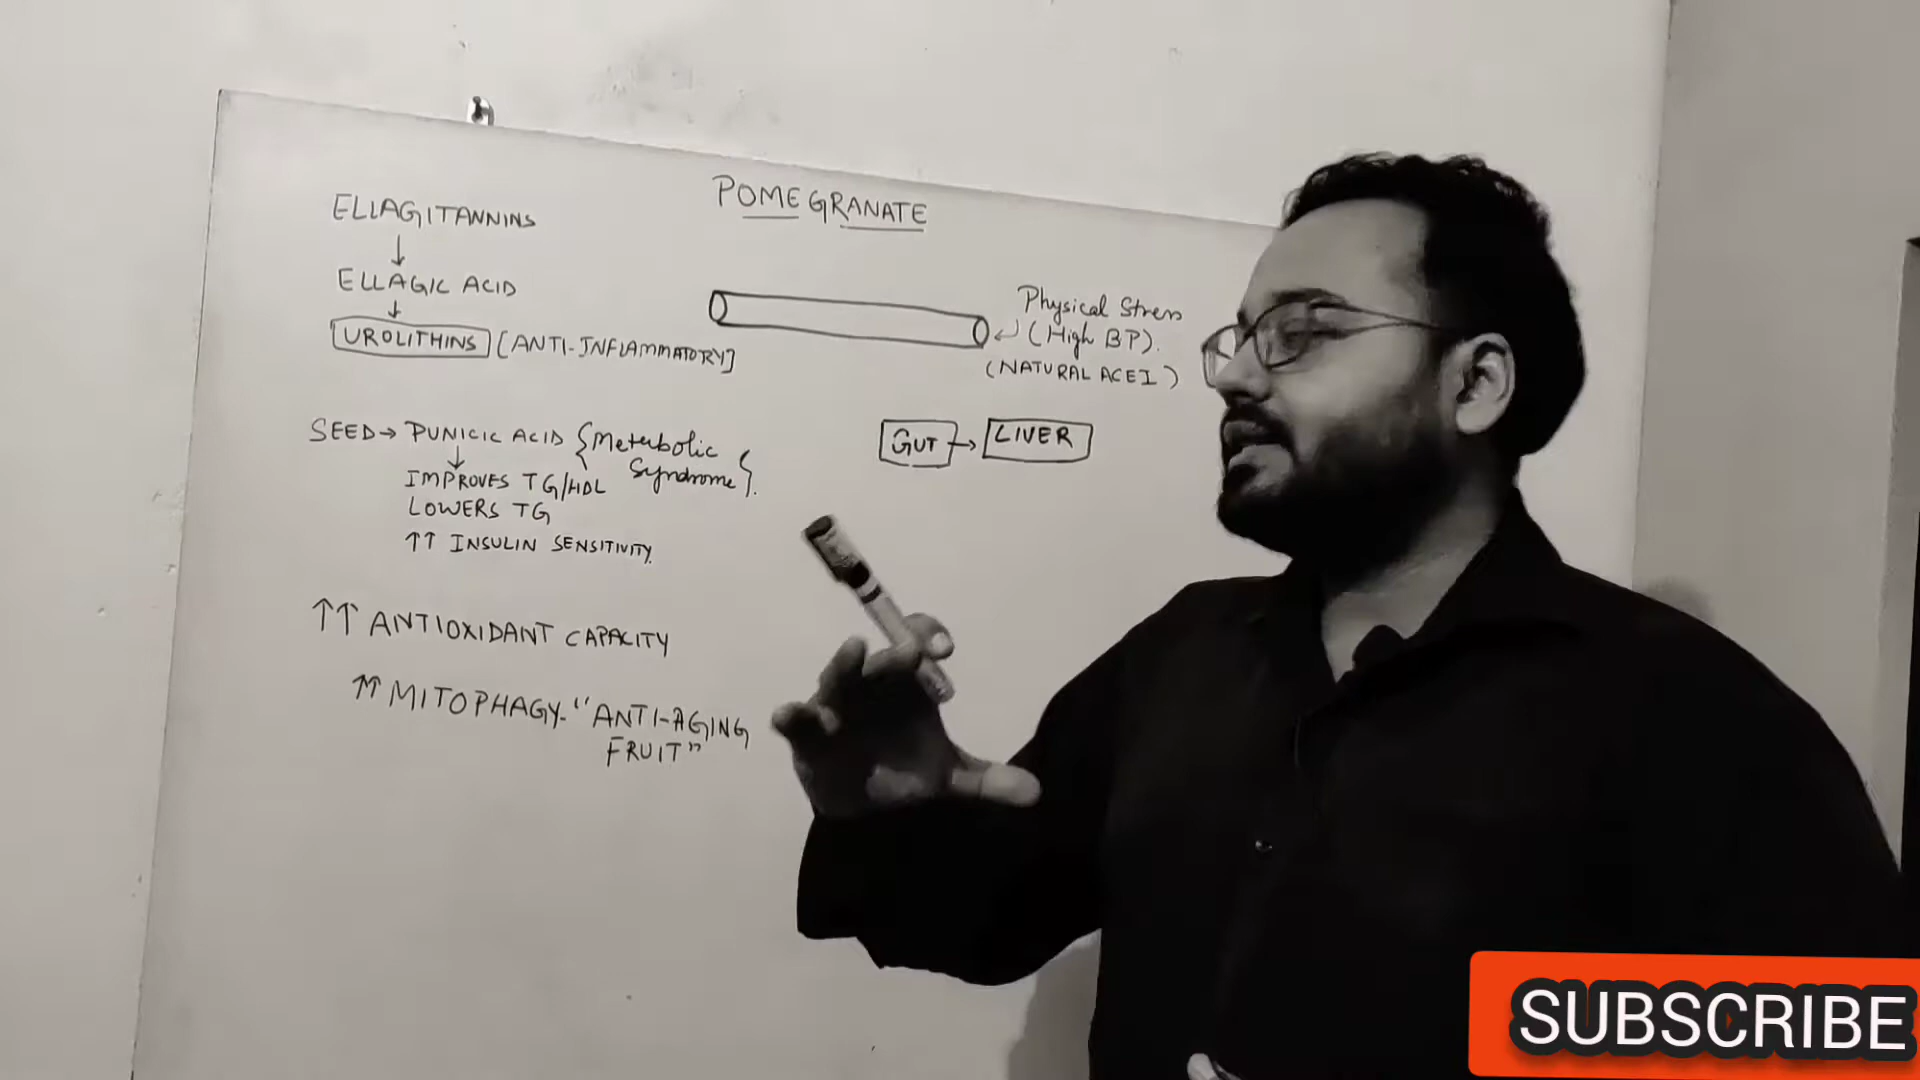 POMEGRANATE
ELLAGITANNINS
↓
ELLAGIC ACID
↓
UROLITHINS [ANTI-INFLAMMATORY]
Physical Stress
(High BP).
(NATURAL ACEI)
GUT → LIVER
SEED → PUNICIC ACID {Metabolic
Syndrome}.
↓
IMPROVES TG/HDL
LOWERS TG
↑↑ INSULIN SENSITIVITY.
↑↑ ANTIOXIDANT CAPACITY
↑↑ MITOPHAGY- "ANTI-AGING
FRUIT"
SUBSCRIBE